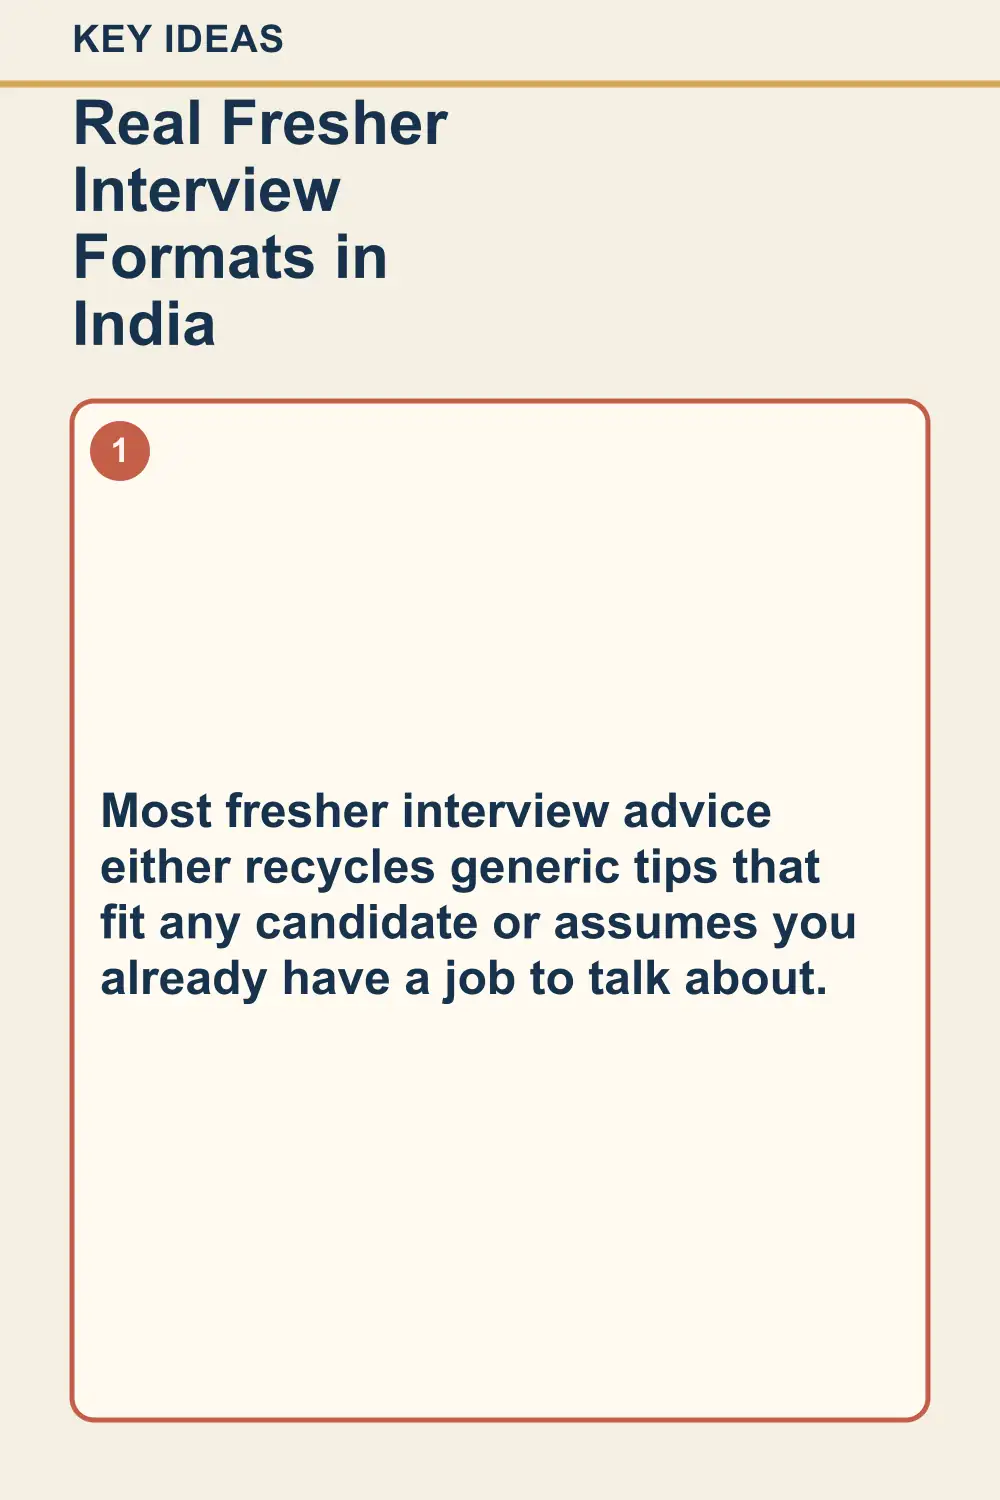 KEY IDEAS
Real Fresher
Interview
Formats in
India
1
Most fresher interview advice
either recycles generic tips that
fit any candidate or assumes you
already have a job to talk about.